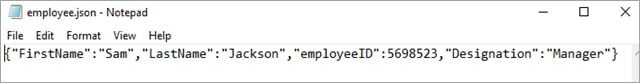 employee.json - Notepad
File Edit Format View Help
{"FirstName":"Sam","LastName":"Jackson","employeeID":5698523,"Designation":"Manager"}